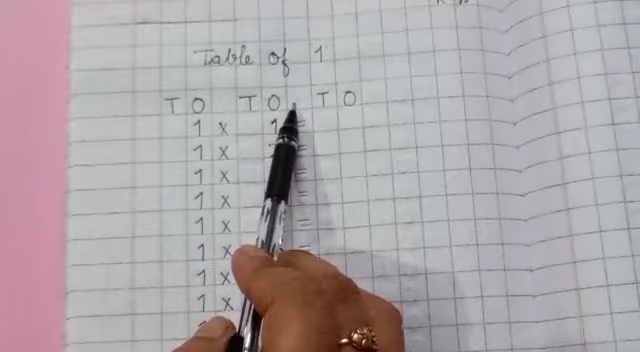 Table of 1
T O T O T O
1 x 1 =
1 x =
1 x =
1 x =
1 x =
1 x =
1 x
1 x